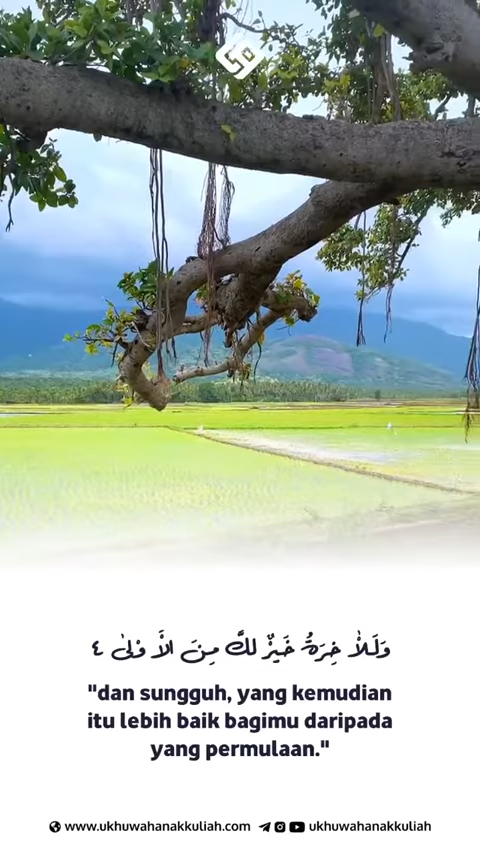 وَلَلْاٰ خِرَةُ خَيْرٌ لَّكَ مِنَ الْاُ وْلٰى ٤
"dan sungguh, yang kemudian
itu lebih baik bagimu daripada
yang permulaan."
www.ukhuwahanakkuliah.com ukhuwahanakkuliah